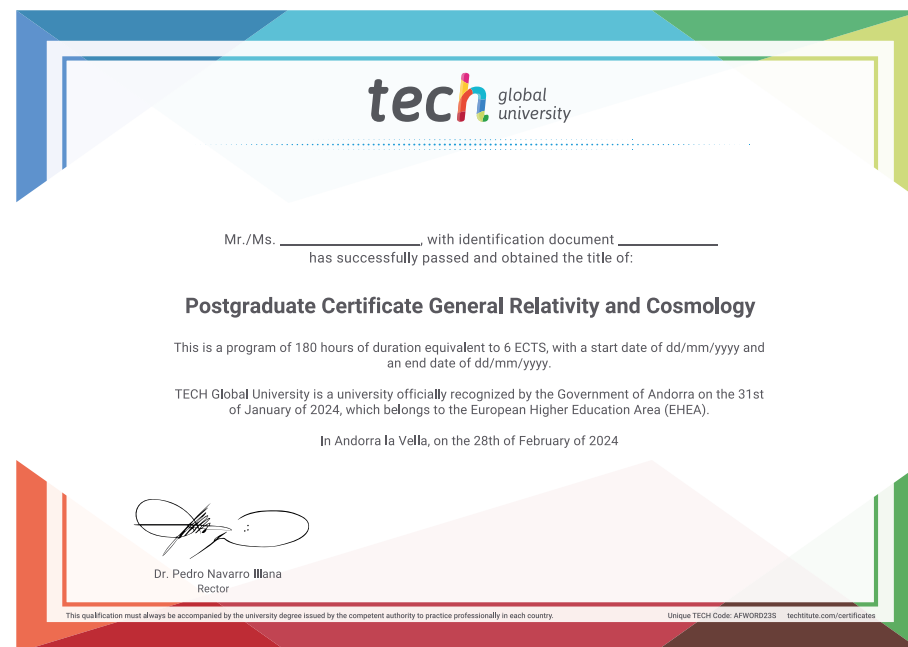 tech global university
Mr./Ms. ____________________, with identification document ______________
has successfully passed and obtained the title of:
Postgraduate Certificate General Relativity and Cosmology
This is a program of 180 hours of duration equivalent to 6 ECTS, with a start date of dd/mm/yyyy and
an end date of dd/mm/yyyy.
TECH Global University is a university officially recognized by the Government of Andorra on the 31st
of January of 2024, which belongs to the European Higher Education Area (EHEA).
In Andorra la Vella, on the 28th of February of 2024
Dr. Pedro Navarro Illana
Rector
This qualification must always be accompanied by the university degree issued by the competent authority to practice professionally in each country.
Unique TECH Code: AFWORD23S techtitute.com/certificates